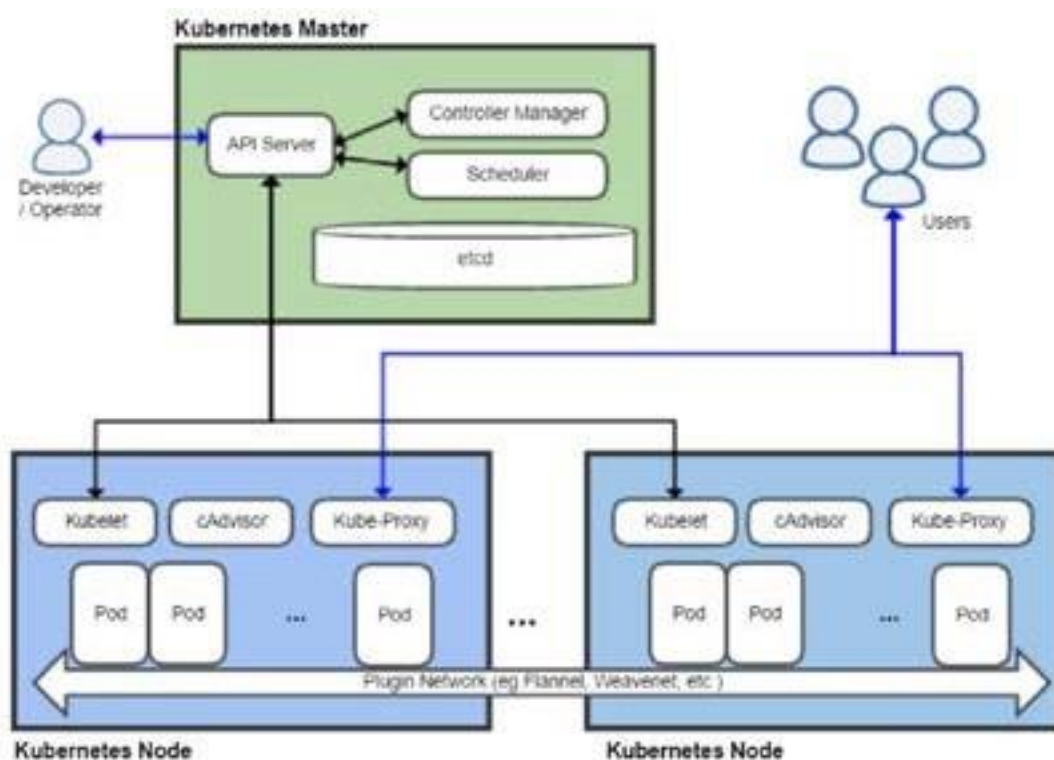 Kubernetes Master
API Server
Controller Manager
Scheduler
etcd
Developer
/ Operator
Users
Kubelet
cAdvisor
Kube-Proxy
Pod
Pod
...
Pod
...
Kubelet
cAdvisor
Kube-Proxy
Pod
Pod
...
Pod
Plugin Network (eg Flannel, Weavenet, etc )
Kubernetes Node
Kubernetes Node